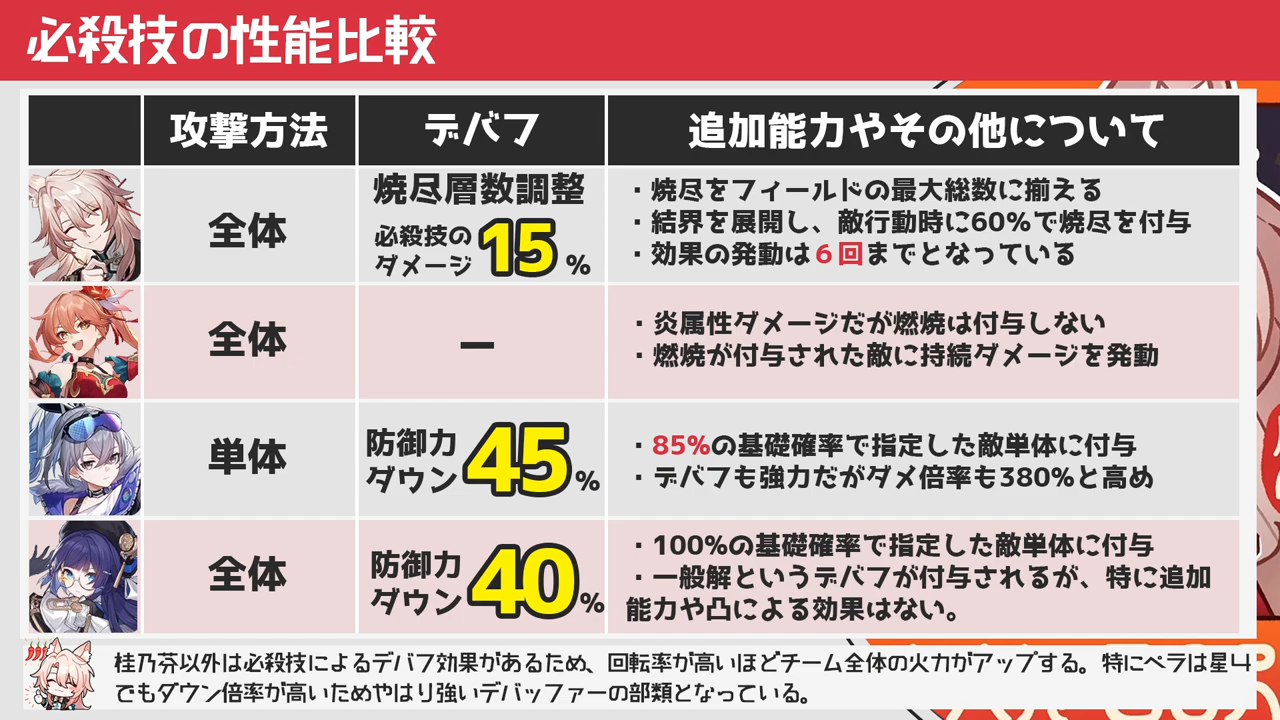 必殺技の性能比較
攻撃方法 デバフ 追加能力やその他について
全体
焼尽層数調整
必殺技の
ダメージ 15%
・焼尽をフィールドの最大総数に揃える
・結界を展開し、敵行動時に60%で焼尽を付与
・効果の発動は6回までとなっている
全体
ー
・炎属性ダメージだが燃焼は付与しない
・燃焼が付与された敵に持続ダメージを発動
単体
防御力
ダウン 45%
・85%の基礎確率で指定した敵単体に付与
・デバフも強力だがダメ倍率も380%と高め
全体
防御力
ダウン 40%
・100%の基礎確率で指定した敵単体に付与
・一般解というデバフが付与されるが、特に追加
能力や凸による効果はない。
桂乃芬以外は必殺技によるデバフ効果があるため、回転率が高いほどチーム全体の火力がアップする。特にペラは星4
でもダウン倍率が高いためやはり強いデバッファーの部類となっている。